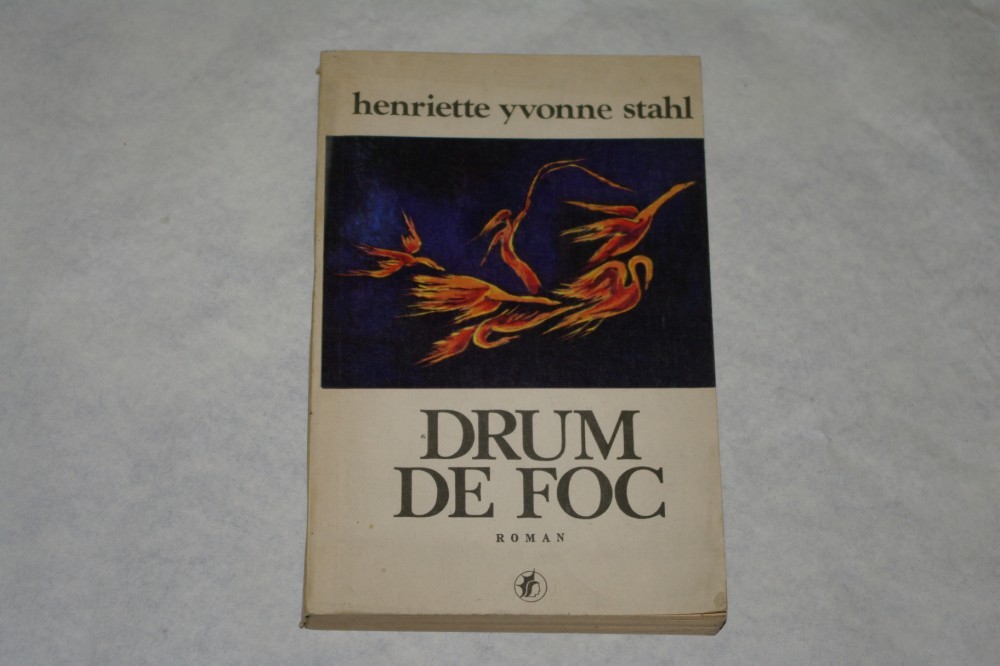 henriette yvonne stahl
DRUM
DE FOC
ROMAN